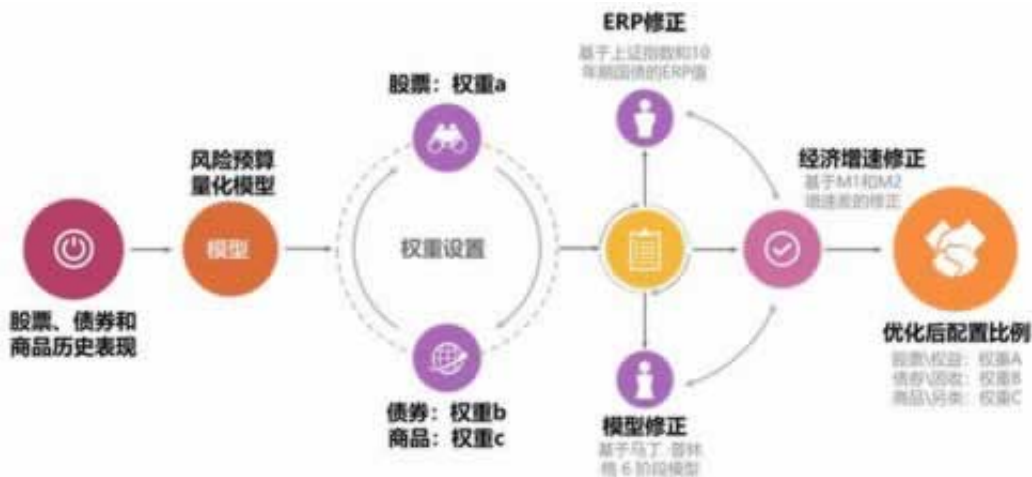 ERP修正
基于上证指数和10
年期国债的ERP值
股票：权重a
风险预算
量化模型
经济增速修正
基于M1和M2
增速差的修正
模型
权重设置
股票、债券和
商品历史表现
优化后配置比例
股票\权益：权重A
债券\固收：权重B
商品\另类：权重C
债券：权重b
商品：权重c
模型修正
基于马丁·普林
格 6 阶段模型